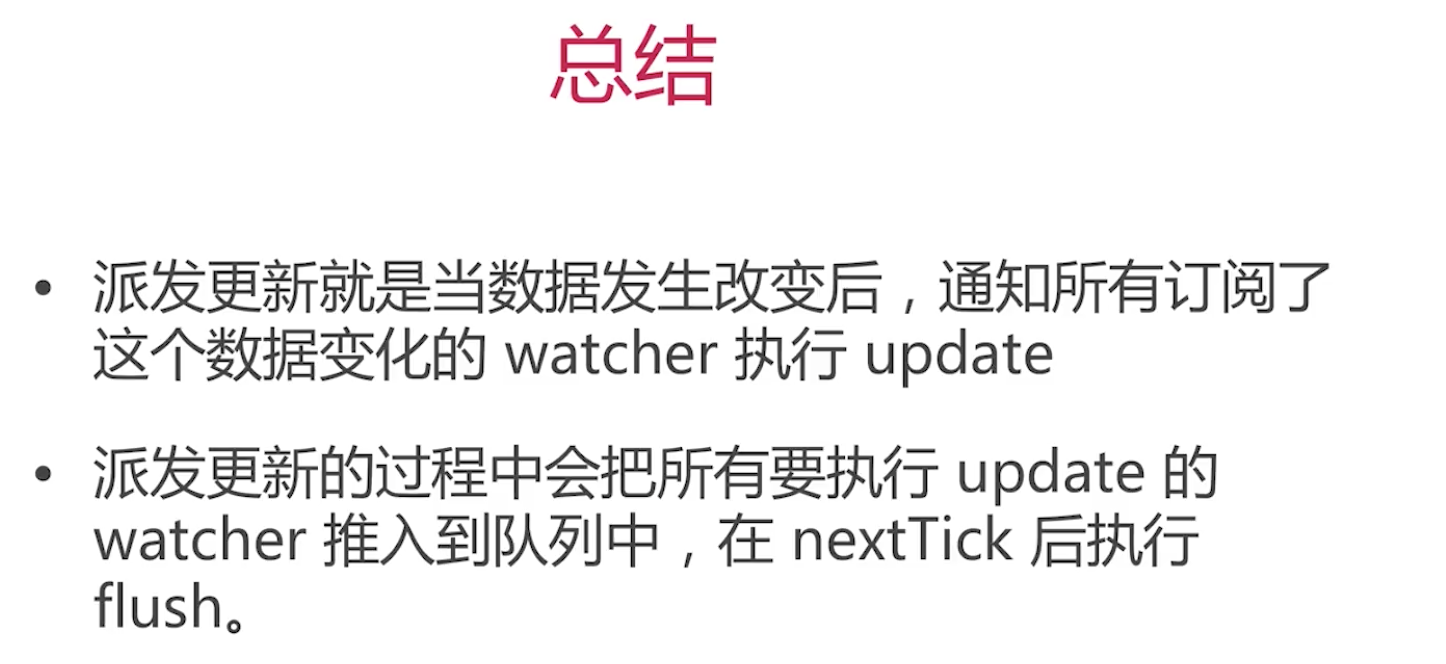 总结
• 派发更新就是当数据发生改变后，通知所有订阅了
这个数据变化的 watcher 执行 update
• 派发更新的过程中会把所有要执行 update 的
watcher 推入到队列中，在 nextTick 后执行
flush。